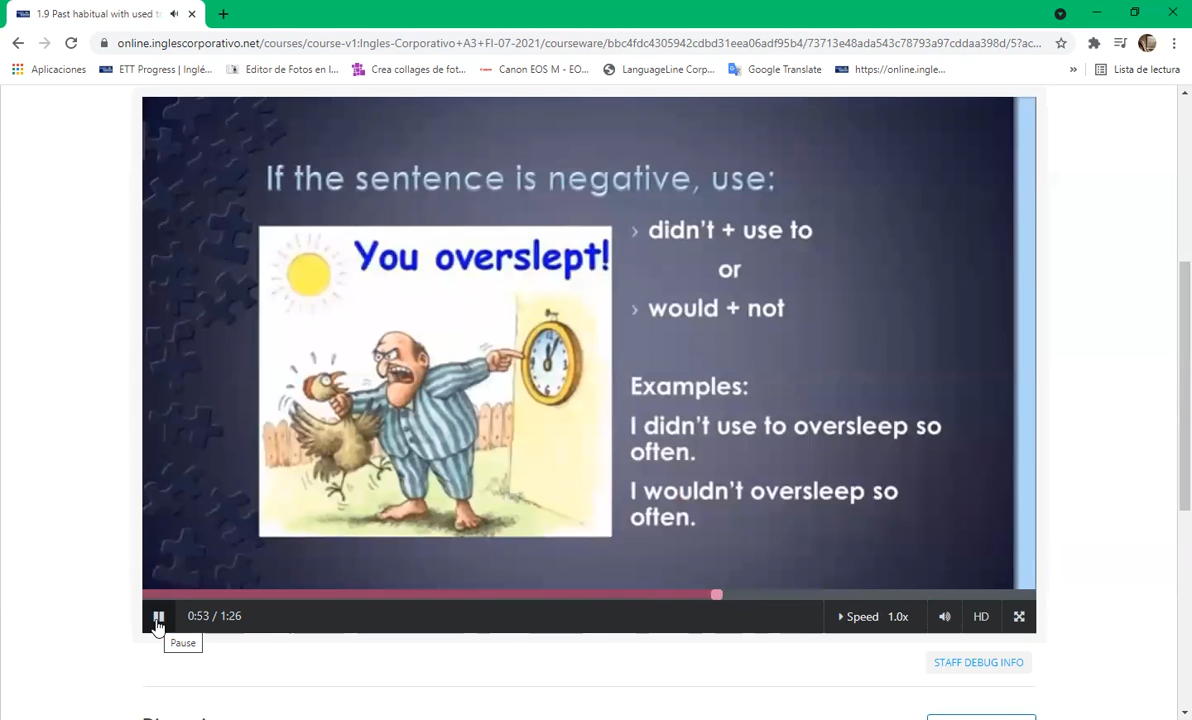 1.9 Past habitual with used to
online.inglescorporativo.net/courses/course-v1:Ingles-Corporativo+A3+FI-07-2021/courseware/bbc4fdc4305942cdbd31eea06adf95b4/73713e48ada543c78793a97cddaa398d/5?ac...
Aplicaciones ETT Progress | Inglé... Editor de Fotos en l... Crea collages de fot... Canon EOS M - EO... LanguageLine Corp... Google Translate https://online.ingle... » Lista de lectura
If the sentence is negative, use:
You overslept!
› didn't + use to
or
› would + not
Examples:
I didn't use to oversleep so
often.
I wouldn't oversleep so
often.
0:53 / 1:26 Speed 1.0x HD
Pause
STAFF DEBUG INFO